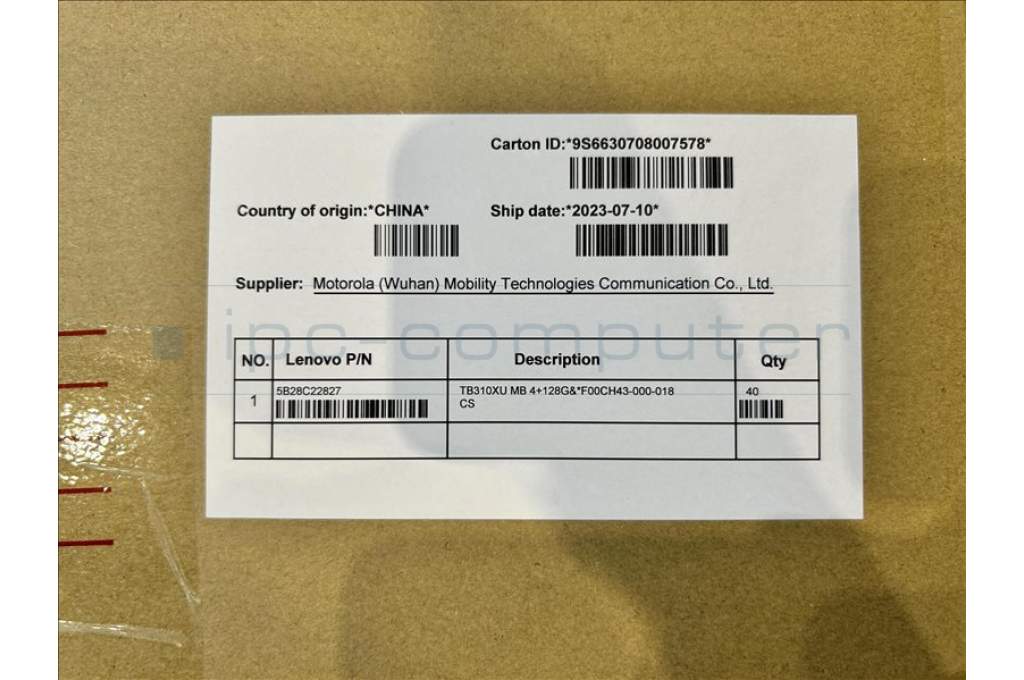 Carton ID:*9S6630708007578*
Country of origin:*CHINA* Ship date:*2023-07-10*
Supplier: Motorola (Wuhan) Mobility Technologies Communication Co., Ltd.
ipc-computer
NO. Lenovo P/N Description Qty
1 5B28C22827 TB310XU MB 4+128G&*F00CH43-000-018 40
CS